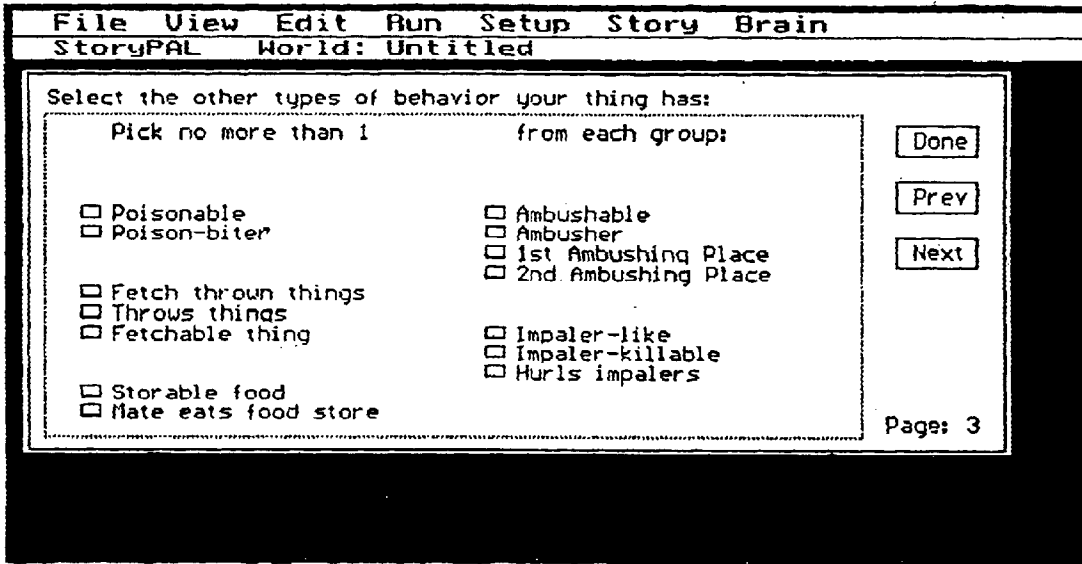 File View Edit Run Setup Story Brain
StoryPAL World: Untitled
Select the other types of behavior your thing has:
Pick no more than 1 from each group:
Poisonable
Poison-biter
Fetch thrown things
Throws things
Fetchable thing
Storable food
Mate eats food store
Ambushable
Ambusher
1st Ambushing Place
2nd Ambushing Place
Impaler-like
Impaler-killable
Hurls impalers
Done
Prev
Next
Page: 3